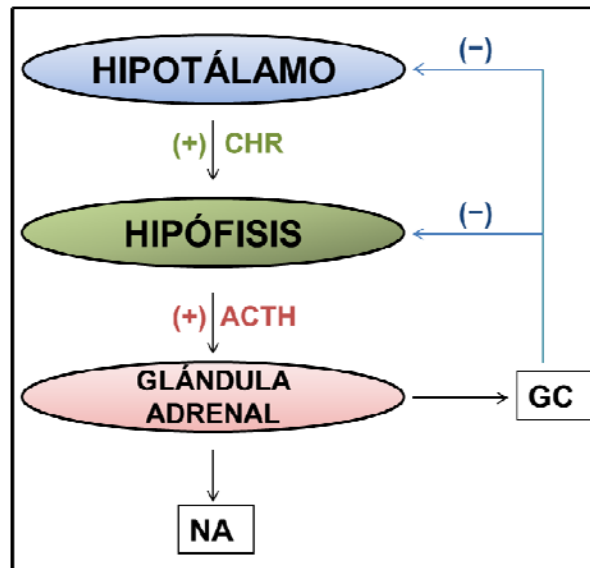 HIPOTÁLAMO
(−)
(+) CHR
HIPÓFISIS
(−)
(+) ACTH
GLÁNDULA
ADRENAL
GC
NA